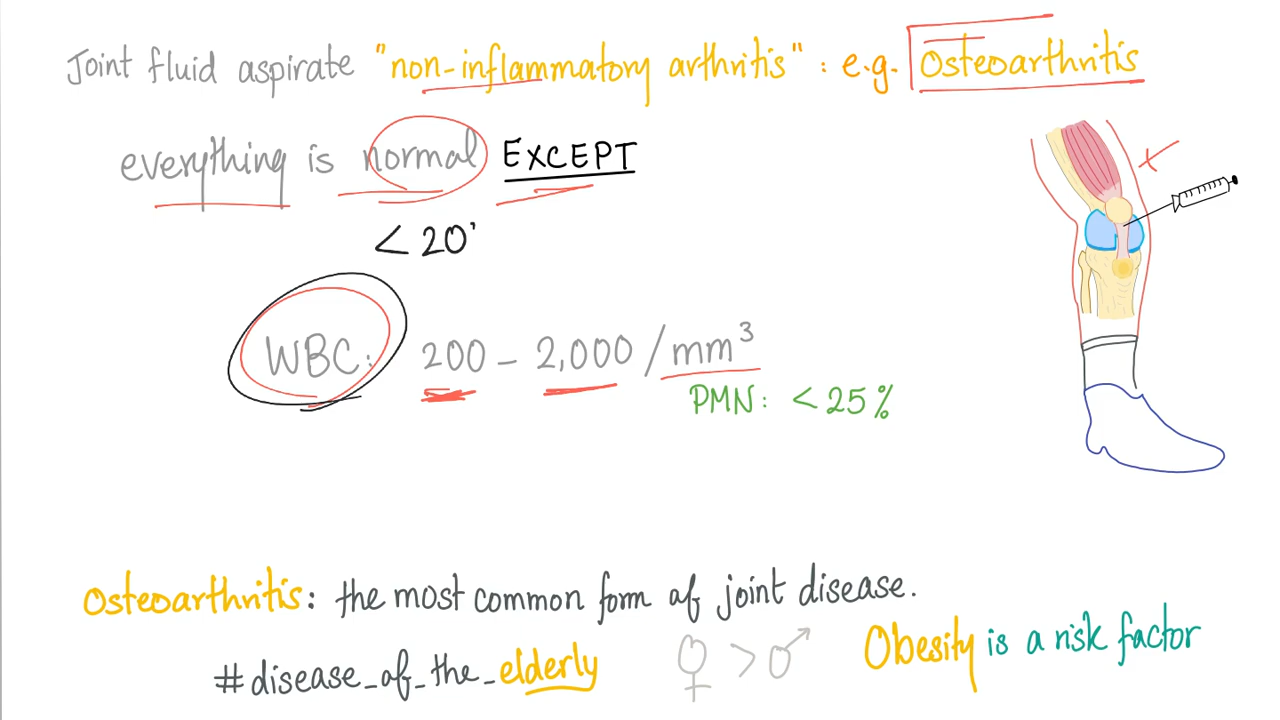 Joint fluid aspirate "non-inflammatory arthritis" : e.g. Osteoarthritis
everything is normal EXCEPT
< 20'
WBC: 200 - 2,000 / mm³
PMN: < 25%
Osteoarthritis: the most common form of joint disease.
#disease_of_the_elderly ♀ > ♂ Obesity is a risk factor